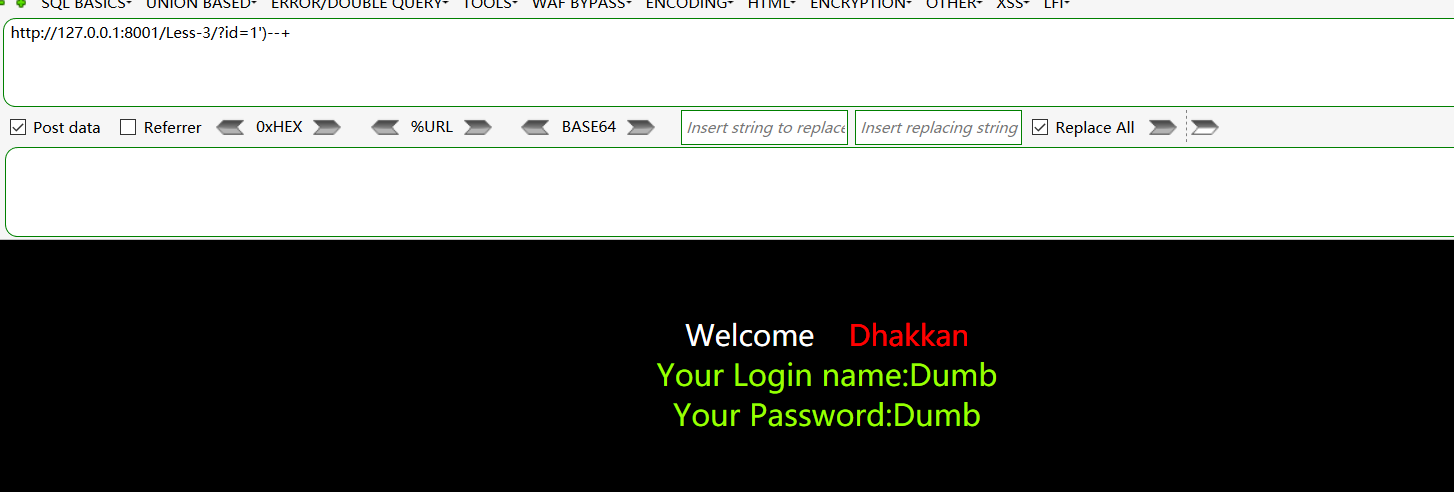 SQL BASICS UNION BASED ERROR/DOUBLE QUERY TOOLS WAF BYPASS ENCODING HTML ENCRYPTION OTHER XSS LFI
http://127.0.0.1:8001/Less-3/?id=1')--+
Post data Referrer 0xHEX %URL BASE64 Insert string to replace Insert replacing string Replace All
Welcome Dhakkan
Your Login name:Dumb
Your Password:Dumb